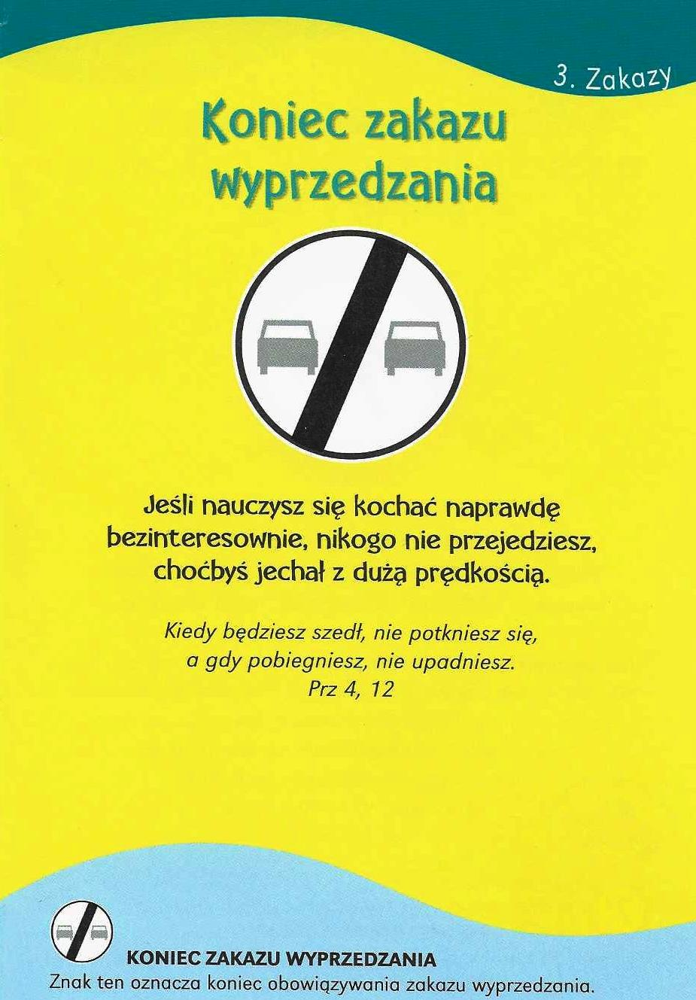 3. Zakazy
Koniec zakazu
wyprzedzania
Jeśli nauczysz się kochać naprawdę
bezinteresownie, nikogo nie przejedziesz,
choćbyś jechał z dużą prędkością.
Kiedy będziesz szedł, nie potkniesz się,
a gdy pobiegniesz, nie upadniesz.
Prz 4, 12
KONIEC ZAKAZU WYPRZEDZANIA
Znak ten oznacza koniec obowiązywania zakazu wyprzedzania.